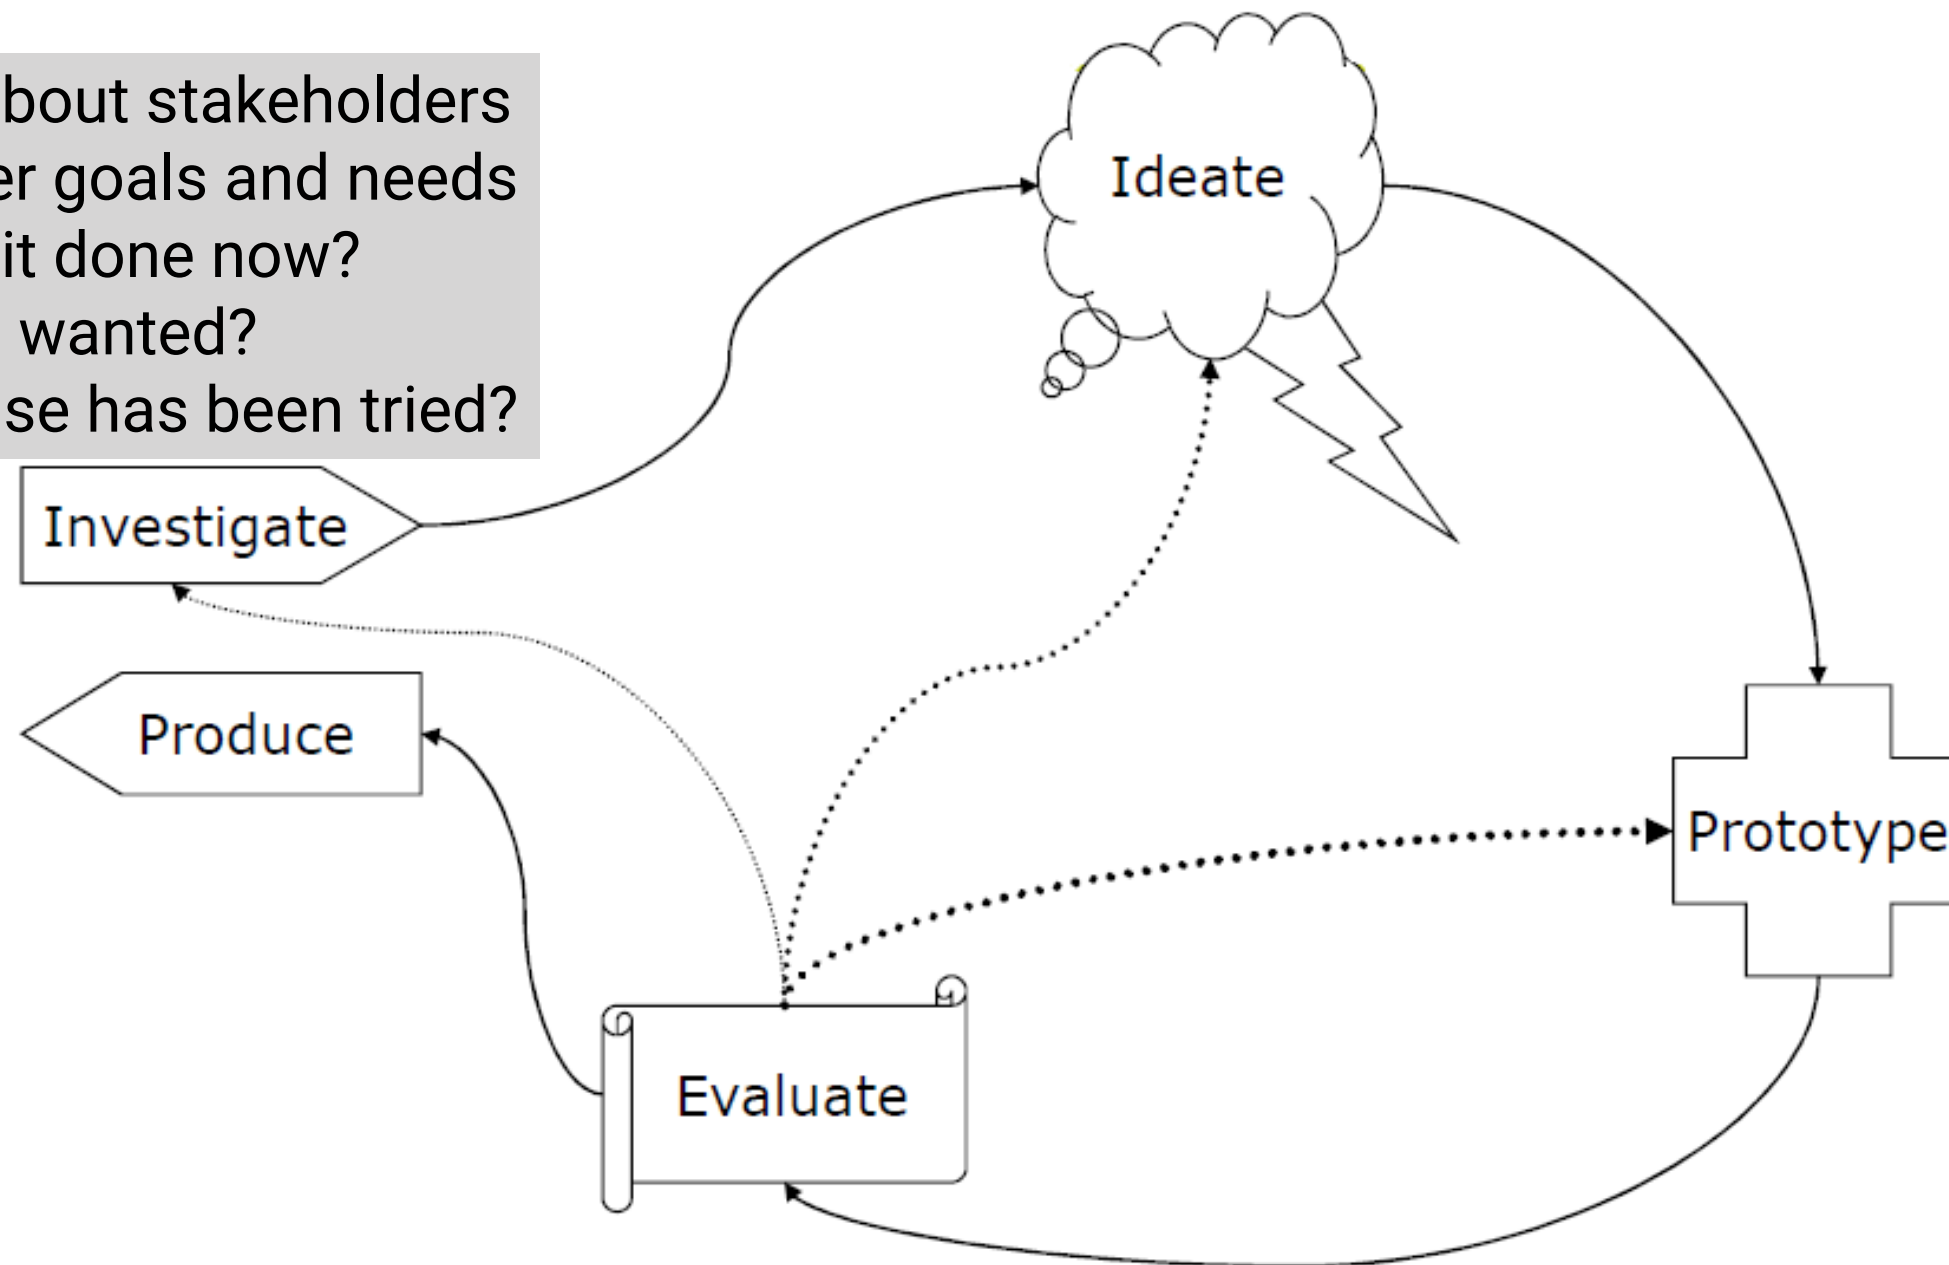 bout stakeholders
er goals and needs
it done now?
wanted?
se has been tried?
Ideate
Investigate
Produce
Prototype
Evaluate